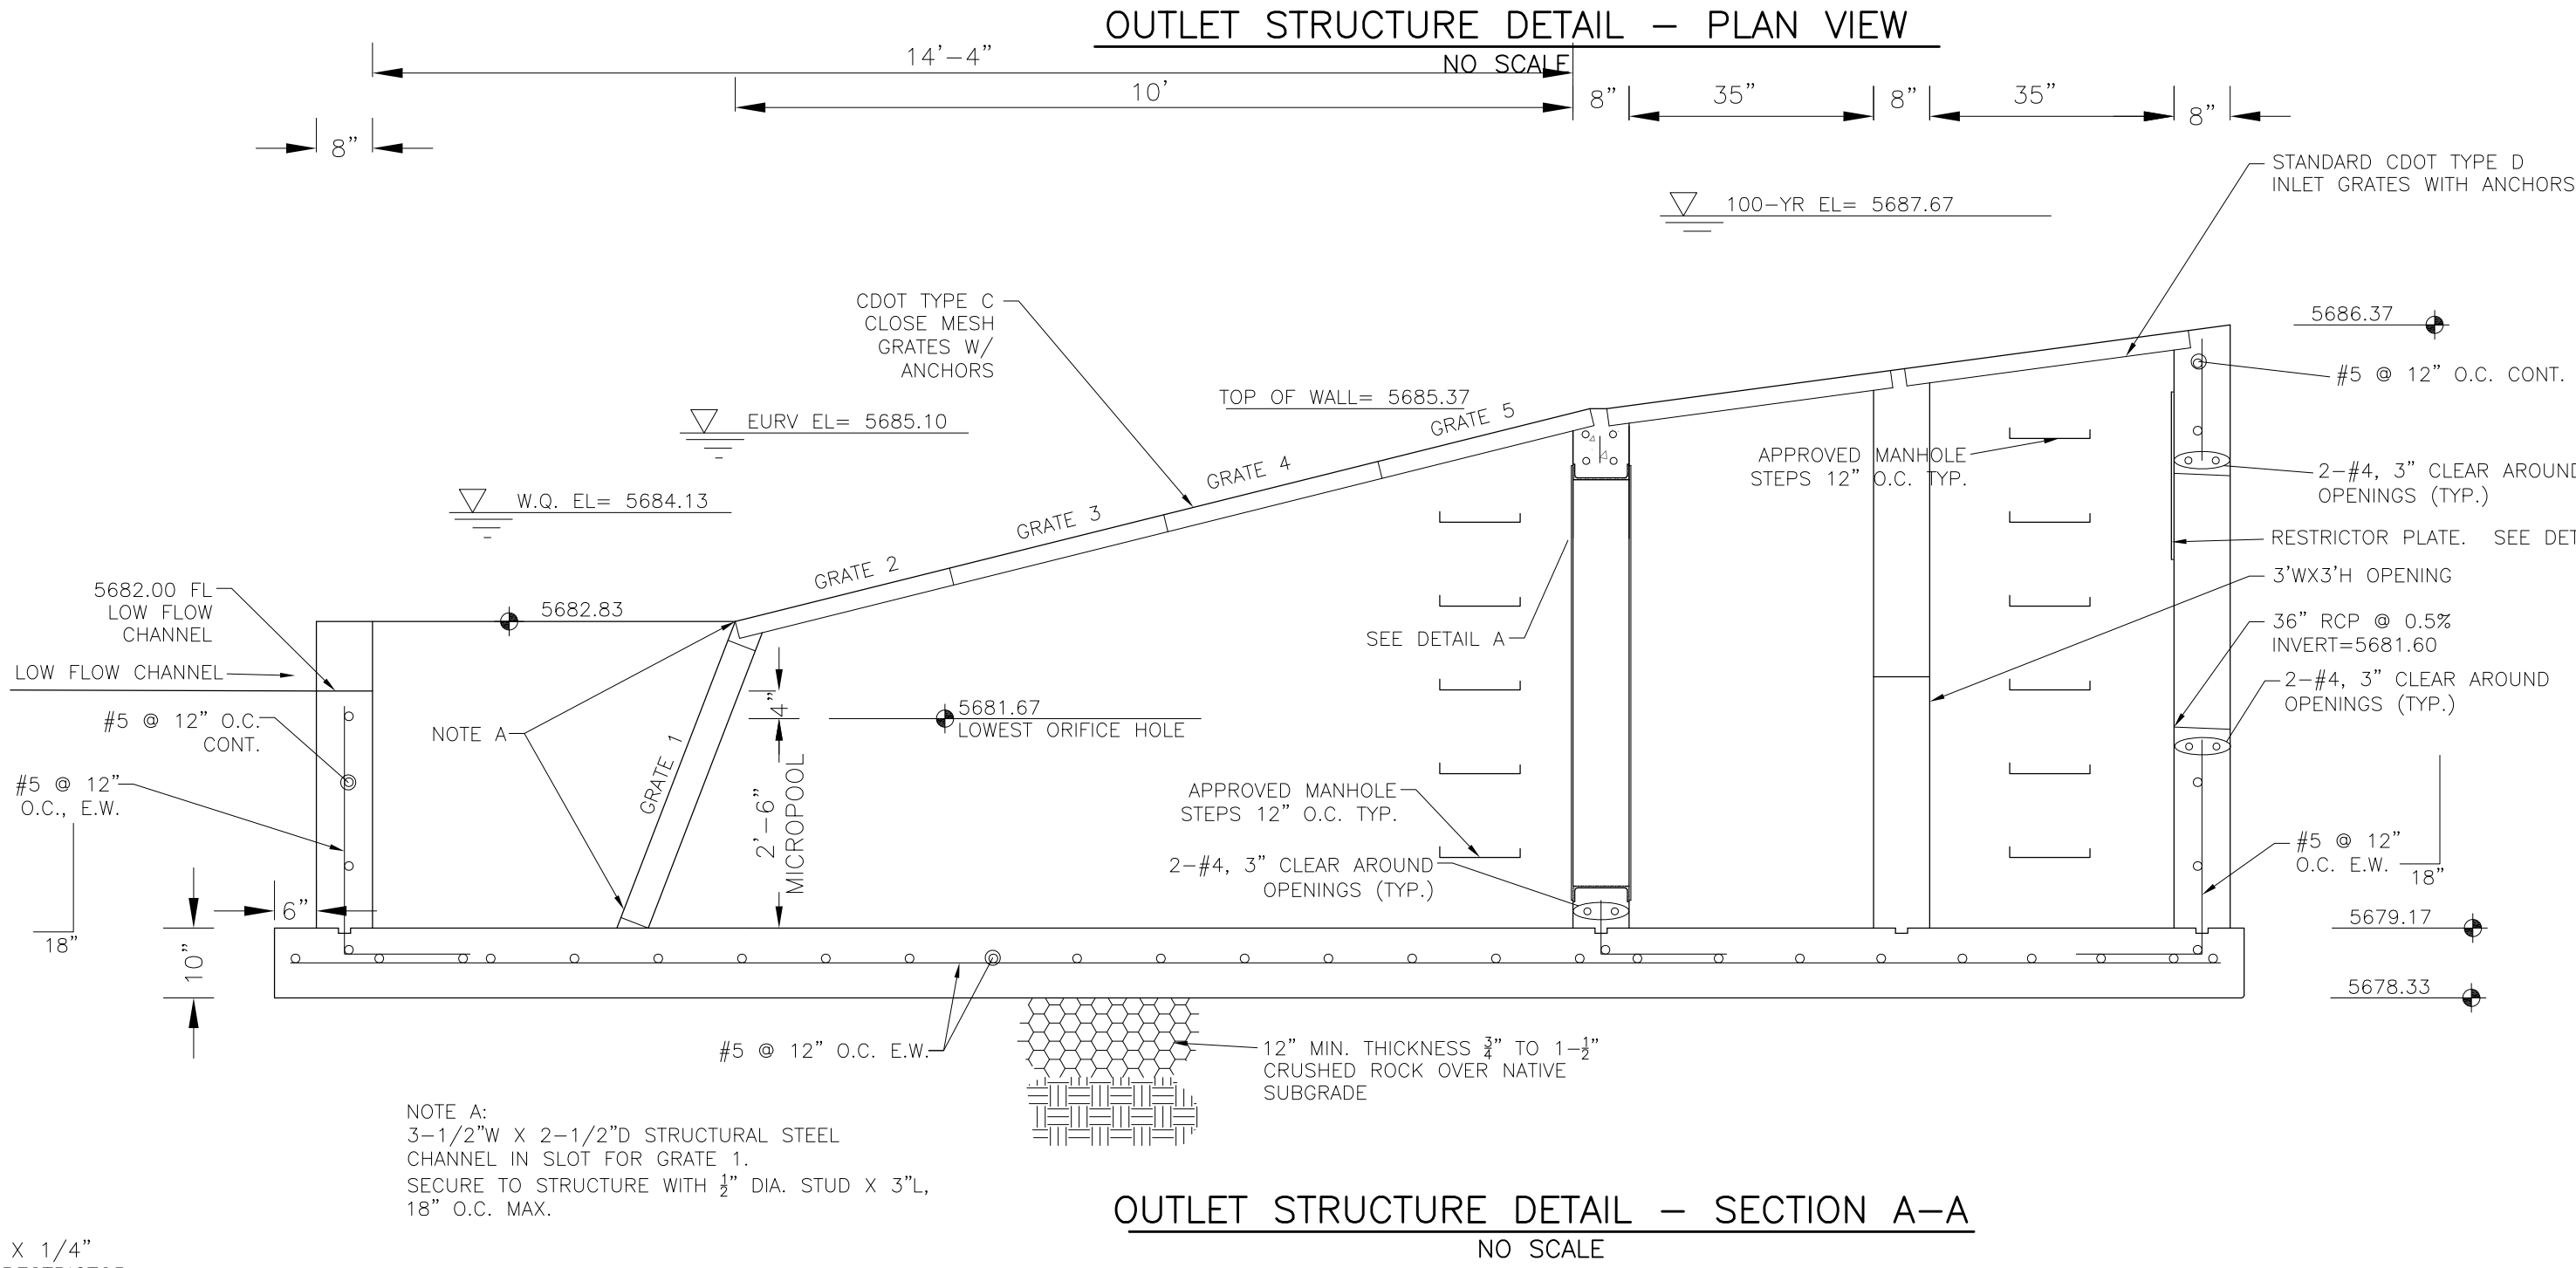 OUTLET STRUCTURE DETAIL – PLAN VIEW
NO SCALE
14'–4"
10'
8"
35"
8"
35"
8"
8"
STANDARD CDOT TYPE D
INLET GRATES WITH ANCHORS
100–YR EL= 5687.67
CDOT TYPE C
CLOSE MESH
GRATES W/
ANCHORS
5686.37
#5 @ 12" O.C. CONT.
TOP OF WALL= 5685.37
EURV EL= 5685.10
GRATE 5
APPROVED MANHOLE
STEPS 12" O.C. TYP.
2–#4, 3" CLEAR AROUND
OPENINGS (TYP.)
GRATE 4
W.Q. EL= 5684.13
GRATE 3
RESTRICTOR PLATE. SEE
GRATE 2
3'WX3'H OPENING
5682.00 FL
LOW FLOW
CHANNEL
5682.83
SEE DETAIL A
36" RCP @ 0.5%
INVERT=5681.60
LOW FLOW CHANNEL
2–#4, 3" CLEAR AROUND
OPENINGS (TYP.)
4"
5681.67
LOWEST ORIFICE HOLE
#5 @ 12" O.C.
CONT.
NOTE A
GRATE 1
#5 @ 12"
O.C., E.W.
2'–6"
MICROPOOL
APPROVED MANHOLE
STEPS 12" O.C. TYP.
#5 @ 12"
O.C. E.W.
18"
2–#4, 3" CLEAR AROUND
OPENINGS (TYP.)
6"
5679.17
18"
10"
5678.33
#5 @ 12" O.C. E.W.
12" MIN. THICKNESS ¾" TO 1–½"
CRUSHED ROCK OVER NATIVE
SUBGRADE
NOTE A:
3–1/2"W X 2–1/2"D STRUCTURAL STEEL
CHANNEL IN SLOT FOR GRATE 1.
SECURE TO STRUCTURE WITH ½" DIA. STUD X 3"L,
18" O.C. MAX.
OUTLET STRUCTURE DETAIL – SECTION A–A
NO SCALE
X 1/4"